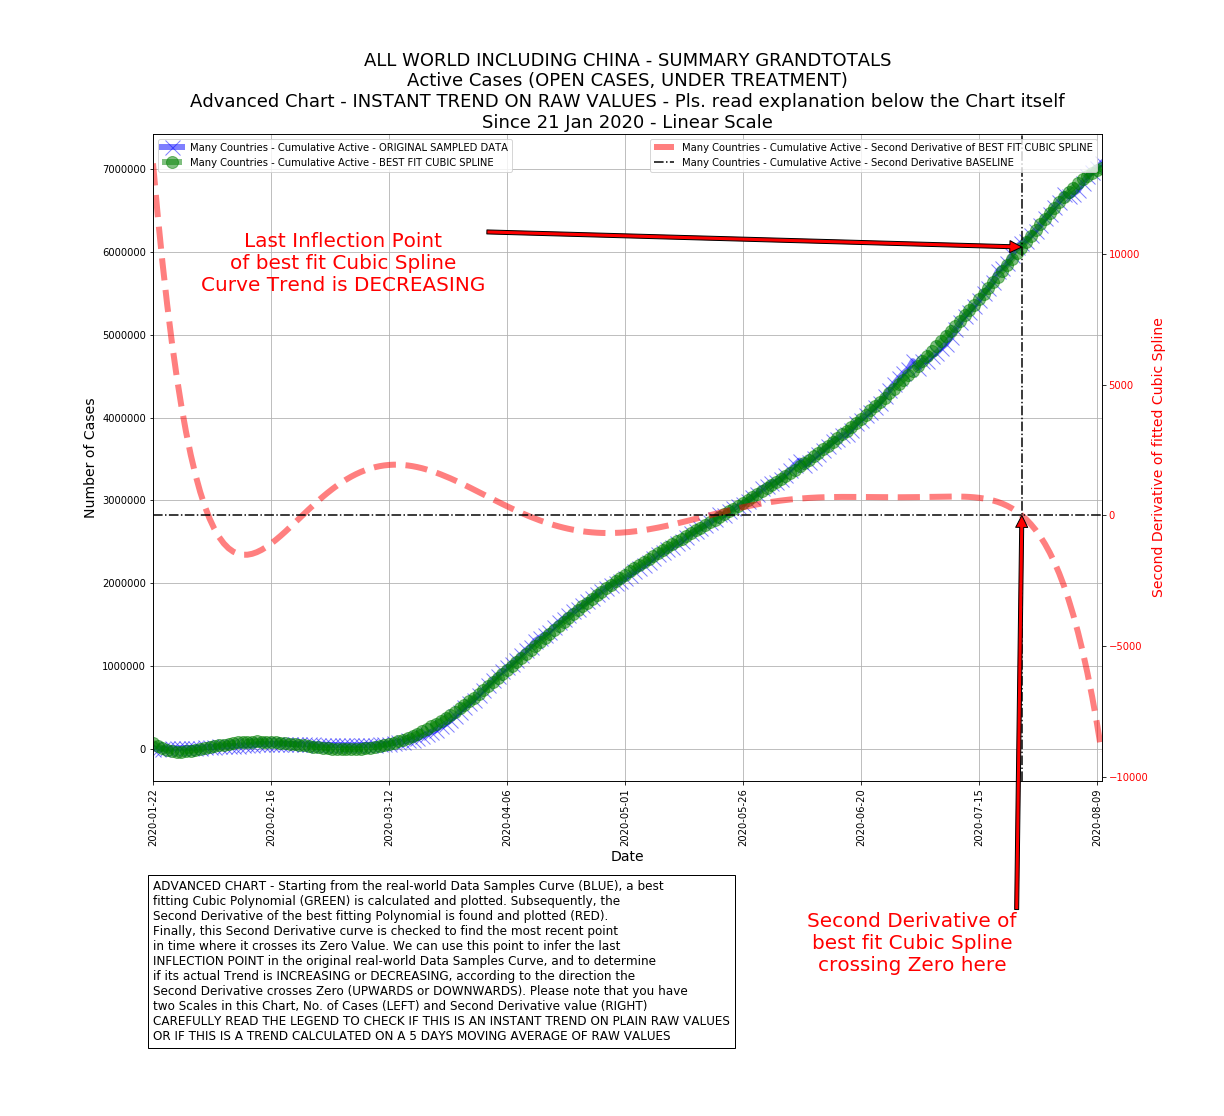 ALL WORLD INCLUDING CHINA - SUMMARY GRANDTOTALS
Active Cases (OPEN CASES, UNDER TREATMENT)
Advanced Chart - INSTANT TREND ON RAW VALUES - Pls. read explanation below the Chart itself
Since 21 Jan 2020 - Linear Scale
Many Countries - Cumulative Active - ORIGINAL SAMPLED DATA
Many Countries - Cumulative Active - BEST FIT CUBIC SPLINE
Many Countries - Cumulative Active - Second Derivative of BEST FIT CUBIC SPLINE
Many Countries - Cumulative Active - Second Derivative BASELINE
Last Inflection Point
of best fit Cubic Spline
Curve Trend is DECREASING
Number of Cases
7000000
6000000
5000000
4000000
3000000
2000000
1000000
0
10000
5000
0
−5000
−10000
Second Derivative of fitted Cubic Spline
2020-01-22
2020-02-16
2020-03-12
2020-04-06
2020-05-01
2020-05-26
2020-06-20
2020-07-15
2020-08-09
Date
ADVANCED CHART - Starting from the real-world Data Samples Curve (BLUE), a best
fitting Cubic Polynomial (GREEN) is calculated and plotted. Subsequently, the
Second Derivative of the best fitting Polynomial is found and plotted (RED).
Finally, this Second Derivative curve is checked to find the most recent point
in time where it crosses its Zero Value. We can use this point to infer the last
INFLECTION POINT in the original real-world Data Samples Curve, and to determine
if its actual Trend is INCREASING or DECREASING, according to the direction the
Second Derivative crosses Zero (UPWARDS or DOWNWARDS). Please note that you have
two Scales in this Chart, No. of Cases (LEFT) and Second Derivative value (RIGHT)
CAREFULLY READ THE LEGEND TO CHECK IF THIS IS AN INSTANT TREND ON PLAIN RAW VALUES
OR IF THIS IS A TREND CALCULATED ON A 5 DAYS MOVING AVERAGE OF RAW VALUES
Second Derivative of
best fit Cubic Spline
crossing Zero here